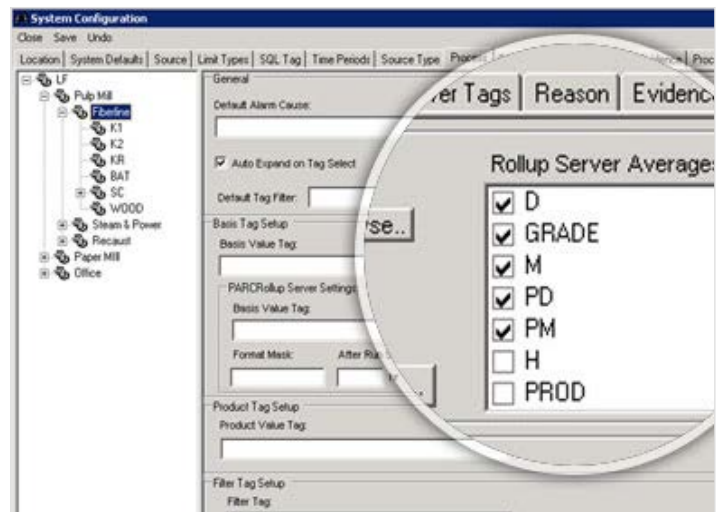 System Configuration
Close Save Undo
Location System Defaults Source Limit Types SQL Tag Time Periods Source Type Process
er Tags Reason Evidenc
LF
Pulp Mill
Fiberline
K1
K2
KR
BAT
SC
WOOD
Steam & Power
Recaust
Paper Mill
Office
General
Default Alarm Cause:
Auto Expand on Tag Select
Default Tag Filter:
Basis Tag Setup
Basis Value Tag:
PARCRollup Server Settings
Basis Value Tag:
Format Mask: After Run
Product Tag Setup
Product Value Tag:
Filter Tag Setup
Filter Tag:
Rollup Server Average
D
GRADE
M
PD
PM
H
PROD